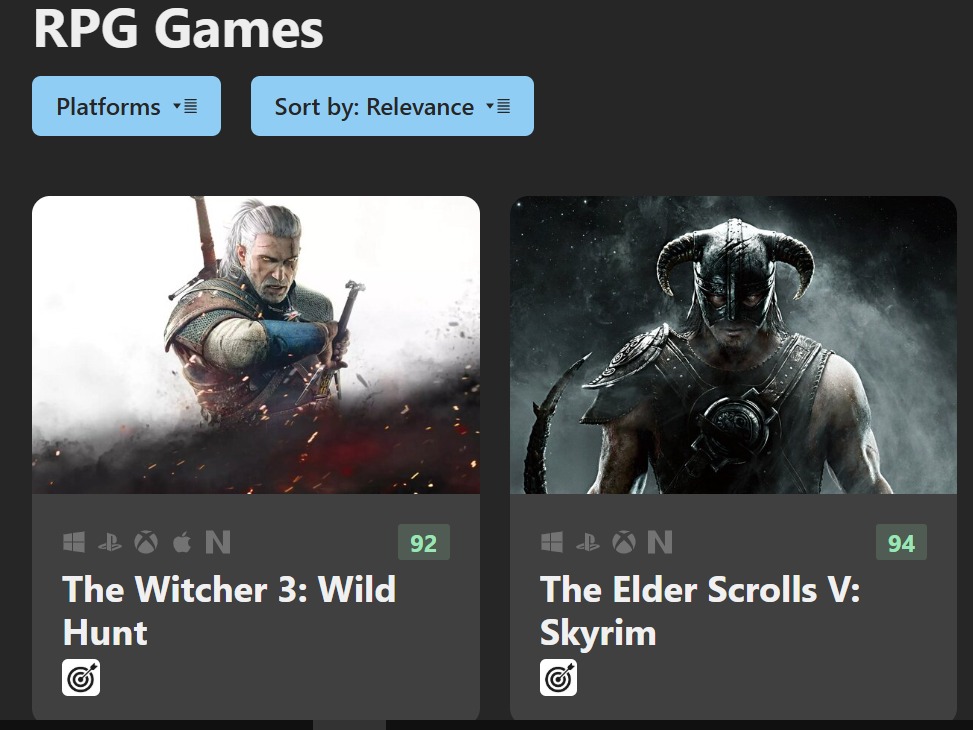 RPG Games
Platforms
Sort by: Relevance
92
The Witcher 3: Wild
Hunt
94
The Elder Scrolls V:
Skyrim